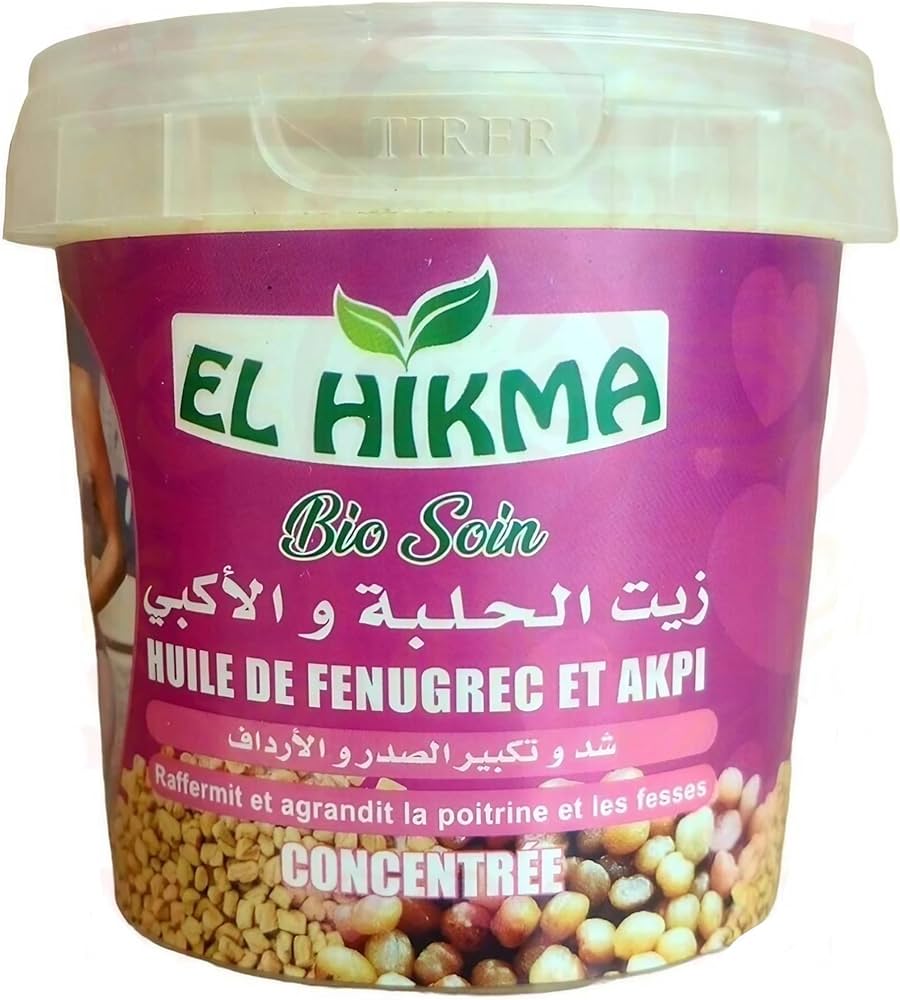 TIRER
EL HIKMA
Bio Soin
زيت الحلبة و الأكبي
HUILE DE FENUGREC ET AKPI
شد و تكبير الصدر و الأرداف
Raffermit et agrandit la poitrine et les fesses
CONCENTRÉE